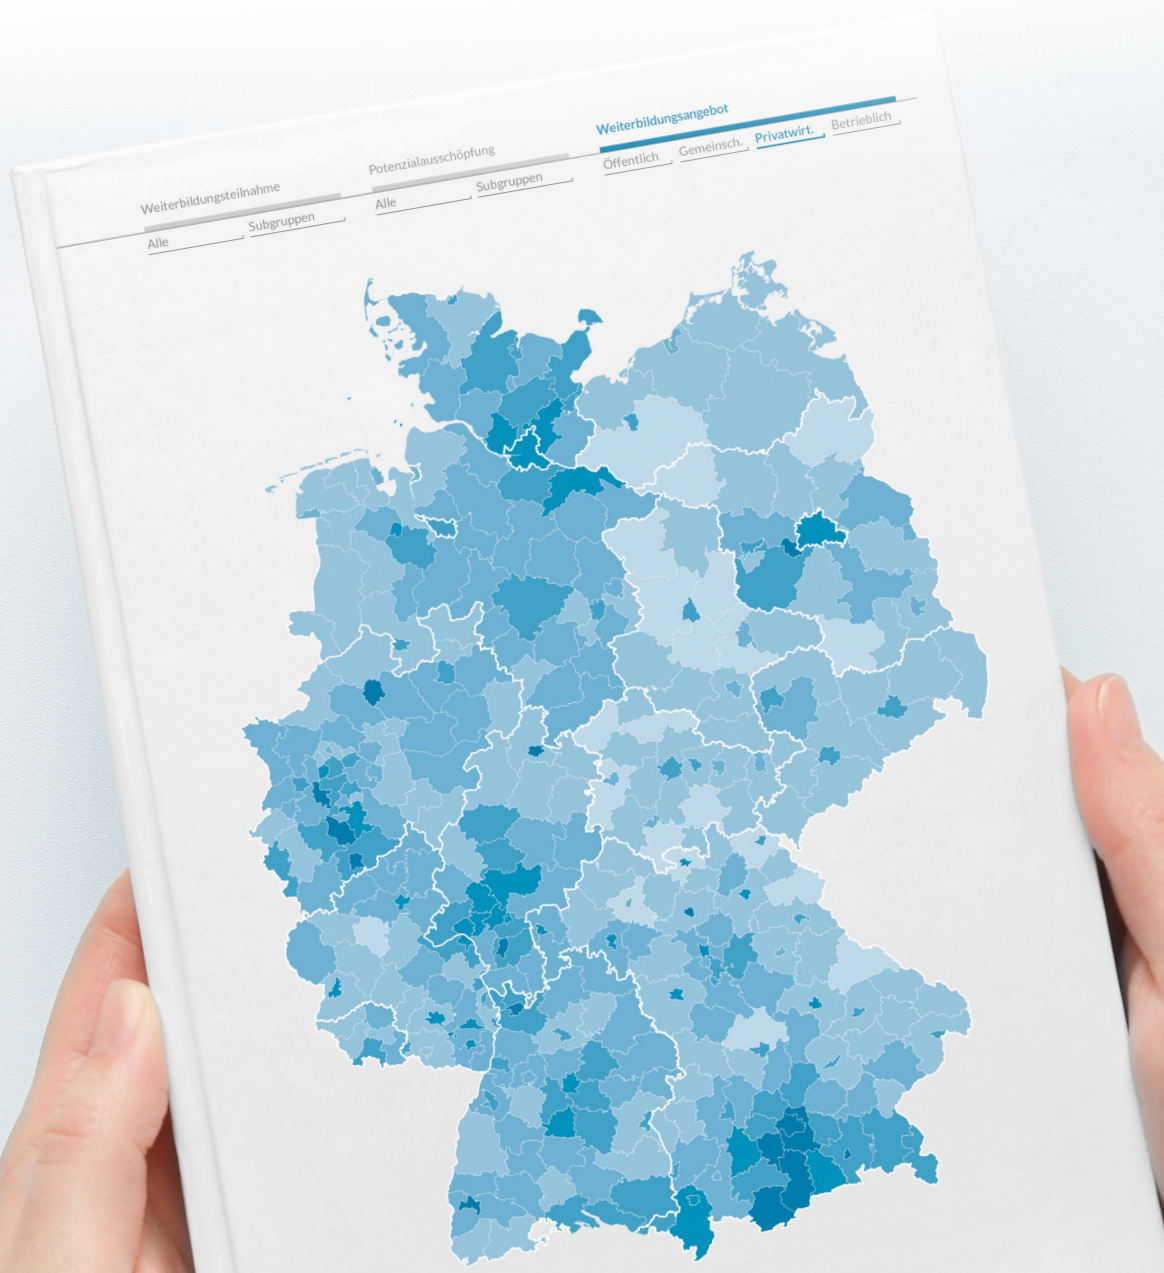 Weiterbildungsteilnahme
Alle
Subgruppen
Potenzialausschöpfung
Alle
Subgruppen
Weiterbildungsangebot
Öffentlich
Gemeinsch.
Privatwirt.
Betrieblich